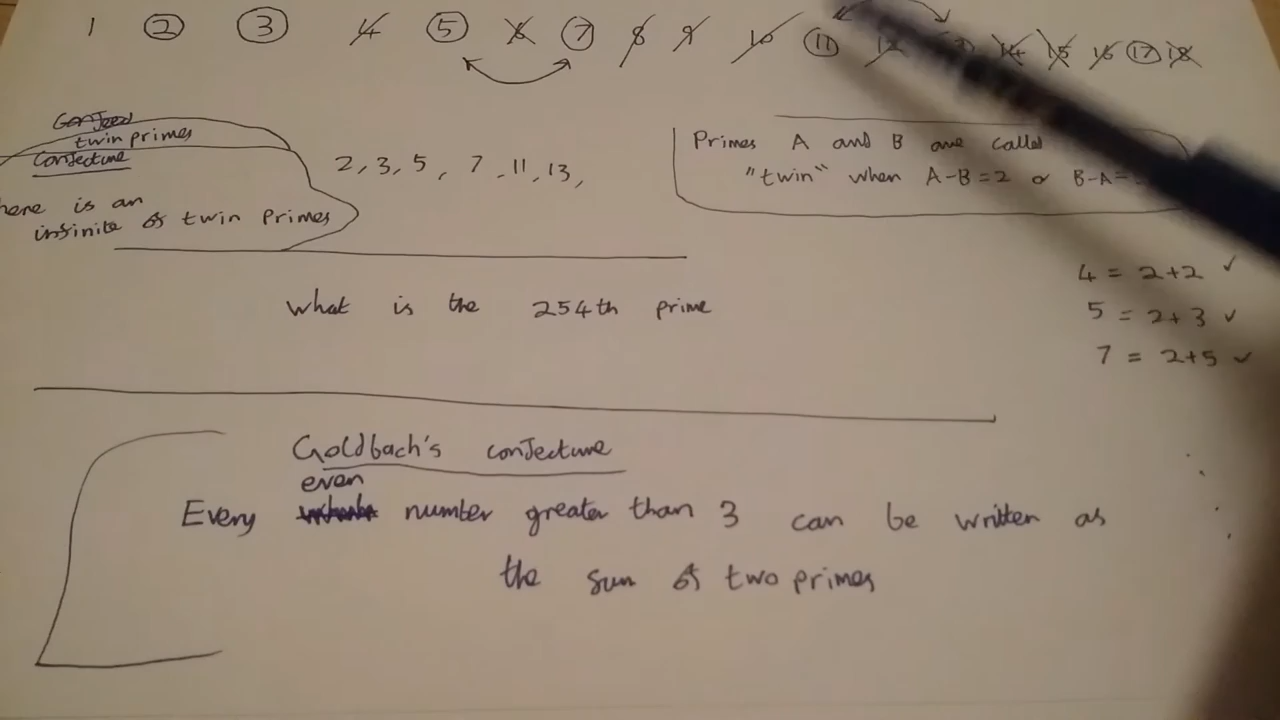 1 2 3 4 5 6 7 8 9 10 11 12 14 15 16 17 18
twin primes
Conjecture
here is an
infinite of twin primes
2, 3, 5, 7, 11, 13,
Primes A and B are called
"twin" when A-B=2 or B-A=
What is the 254th prime
4 = 2+2 ✓
5 = 2+3 ✓
7 = 2+5 ✓
Goldbach's conjecture
even
Every number greater than 3 can be written as
the sum of two primes